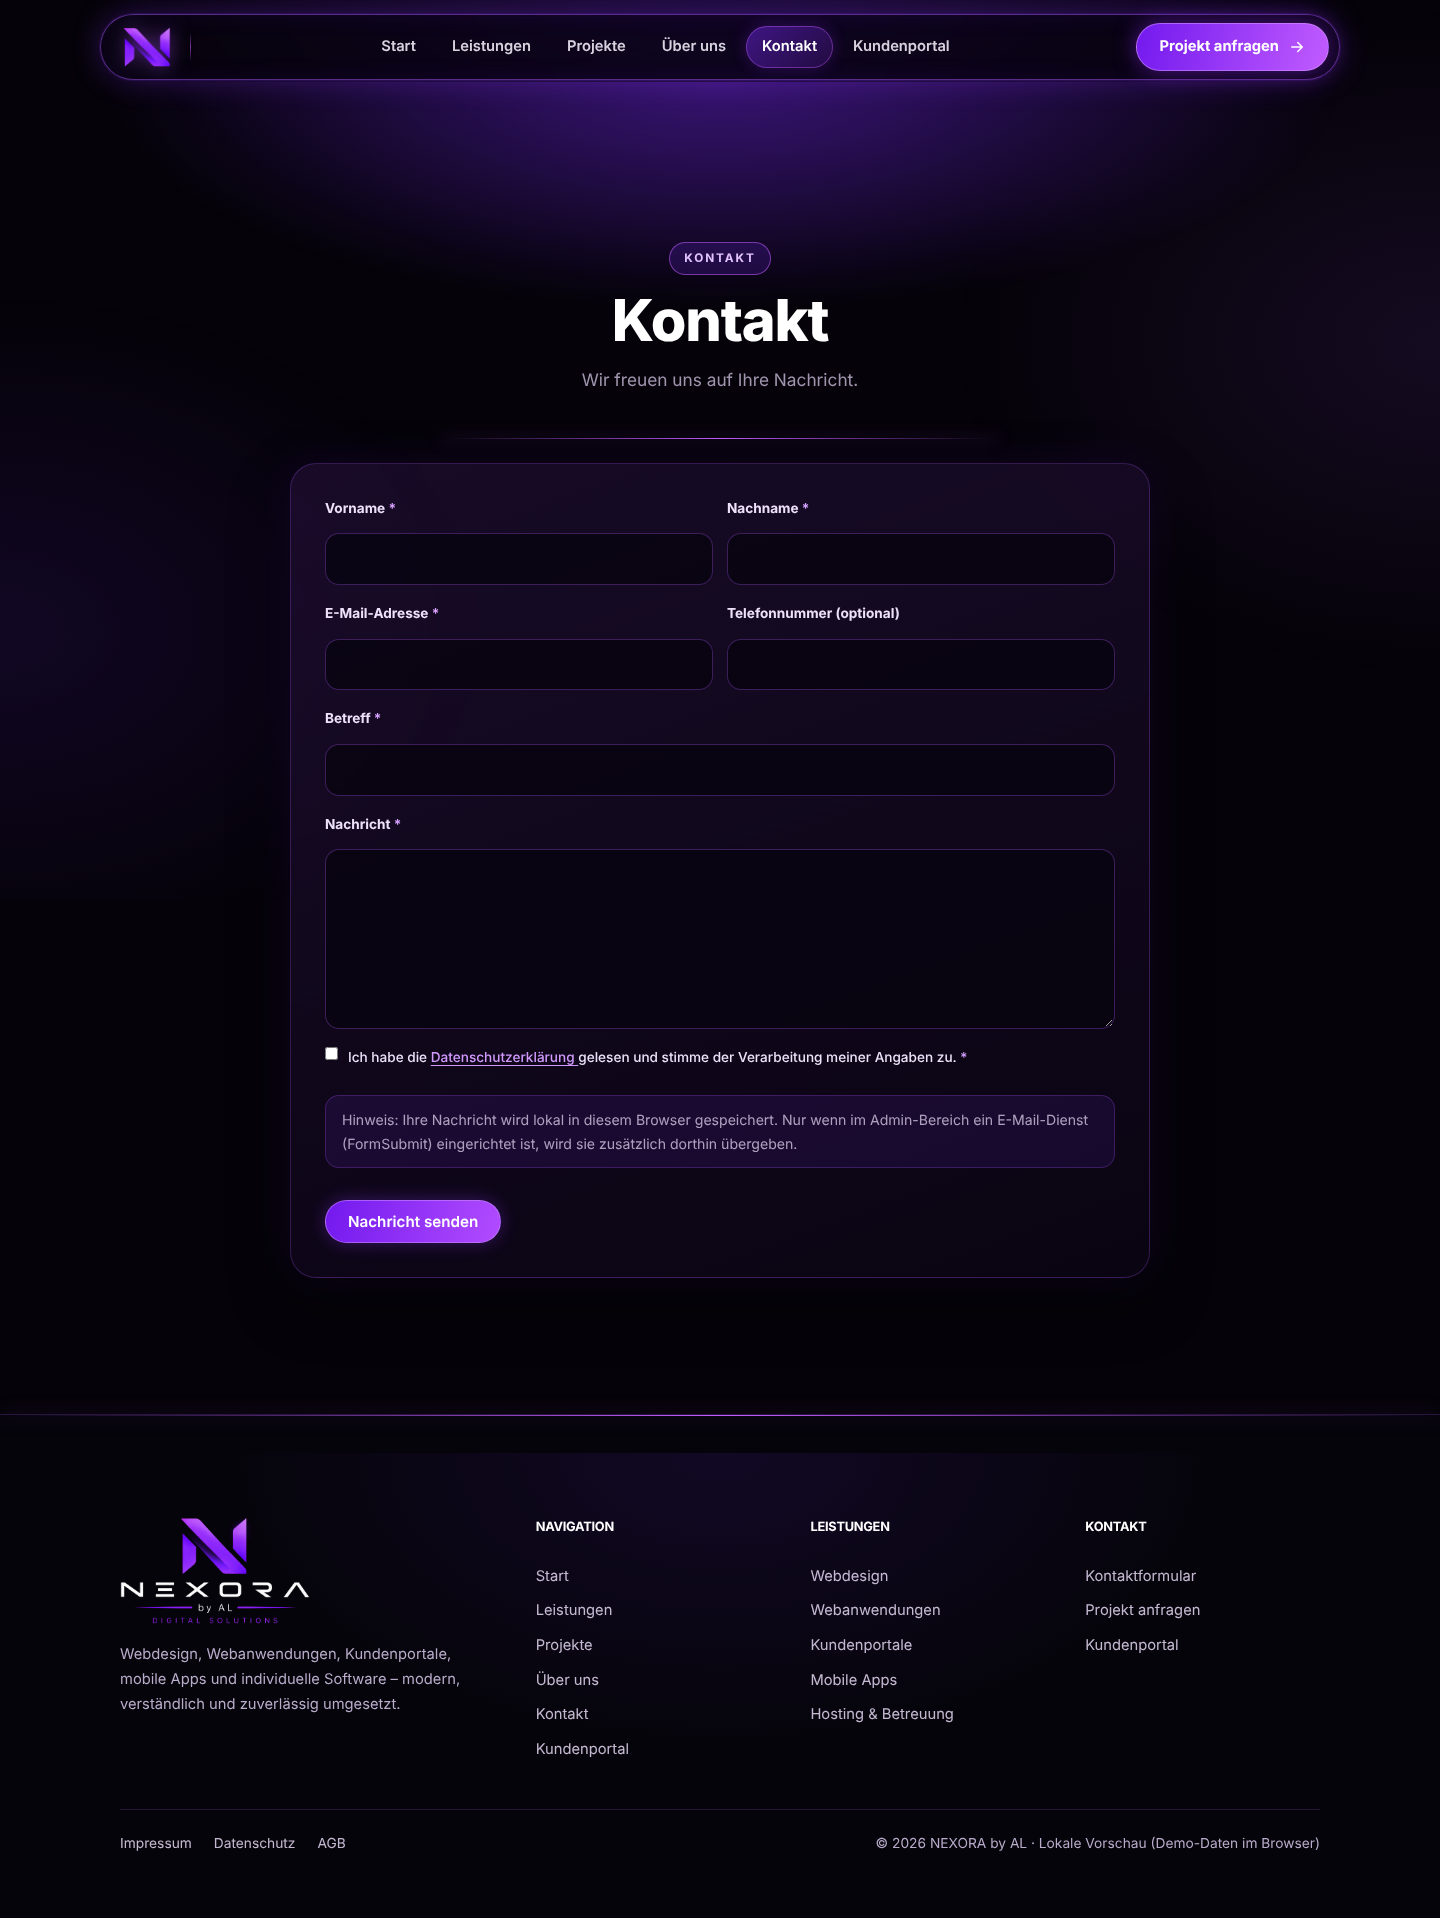 Start
Leistungen
Projekte
Über uns
Kontakt
Kundenportal
Projekt anfragen →
KONTAKT
Kontakt
Wir freuen uns auf Ihre Nachricht.
Vorname *
Nachname *
E-Mail-Adresse *
Telefonnummer (optional)
Betreff *
Nachricht *
Ich habe die Datenschutzerklärung gelesen und stimme der Verarbeitung meiner Angaben zu. *
Hinweis: Ihre Nachricht wird lokal in diesem Browser gespeichert. Nur wenn im Admin-Bereich ein E-Mail-Dienst
(FormSubmit) eingerichtet ist, wird sie zusätzlich dorthin übergeben.
Nachricht senden
NEXORA
by AL
DIGITAL SOLUTIONS
Webdesign, Webanwendungen, Kundenportale,
mobile Apps und individuelle Software – modern,
verständlich und zuverlässig umgesetzt.
NAVIGATION
Start
Leistungen
Projekte
Über uns
Kontakt
Kundenportal
LEISTUNGEN
Webdesign
Webanwendungen
Kundenportale
Mobile Apps
Hosting & Betreuung
KONTAKT
Kontaktformular
Projekt anfragen
Kundenportal
Impressum
Datenschutz
AGB
© 2026 NEXORA by AL · Lokale Vorschau (Demo-Daten im Browser)